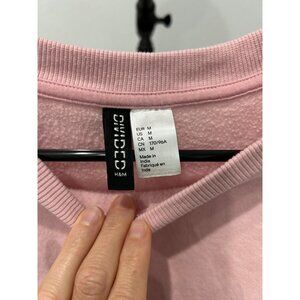 DIVIDED
H&M
EUR M
US M
CA M
CN 170/96A
MX M
Made in
India
Fabriqué en
Inde